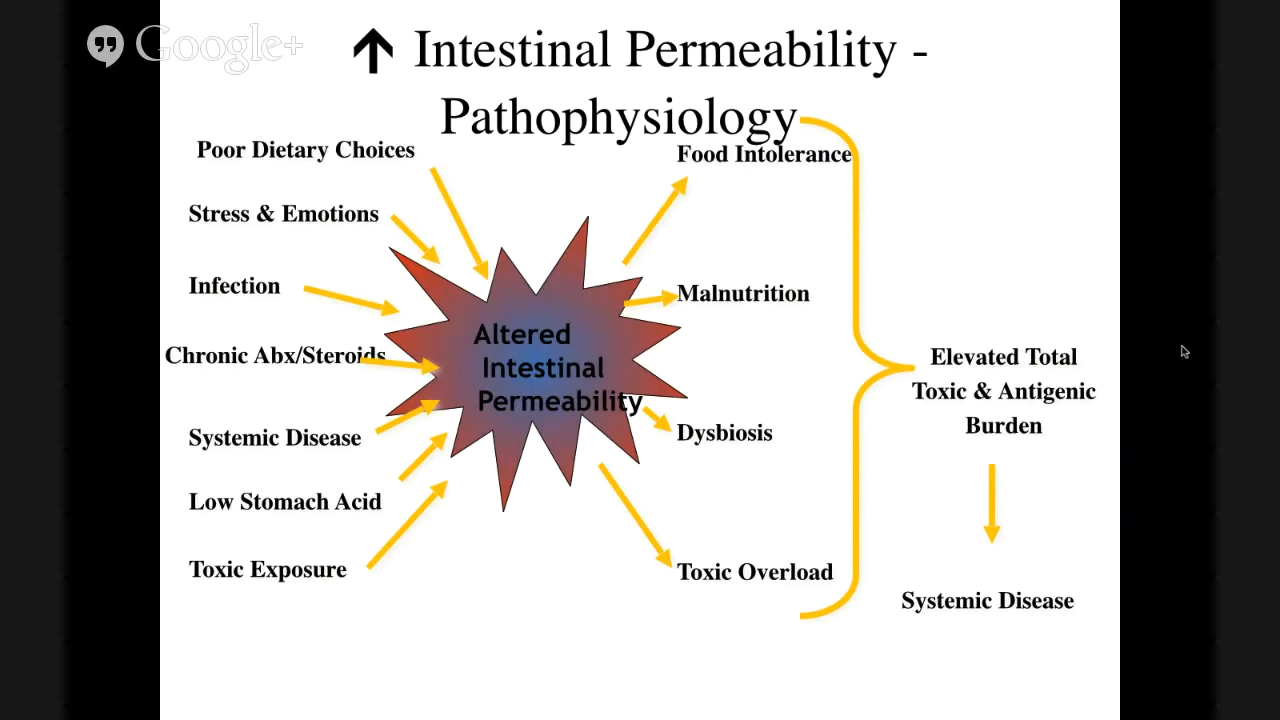 Google+
↑ Intestinal Permeability -
Pathophysiology
Poor Dietary Choices
Stress & Emotions
Infection
Chronic Abx/Steroids
Systemic Disease
Low Stomach Acid
Toxic Exposure
Altered
Intestinal
Permeability
Food Intolerance
Malnutrition
Dysbiosis
Toxic Overload
Elevated Total
Toxic & Antigenic
Burden
Systemic Disease